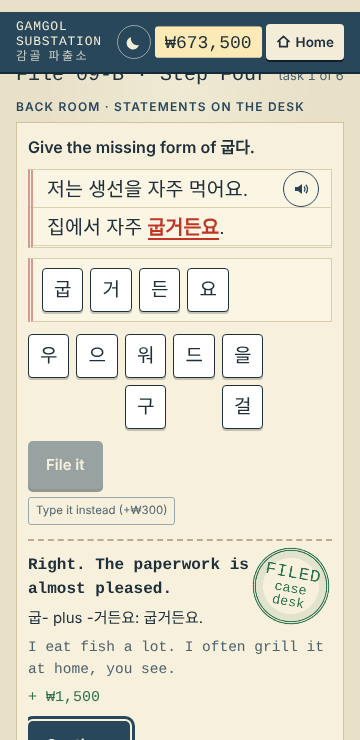 GAMGOL
SUBSTATION
감골 파출소
₩673,500
Home
File 09-B · Step Four task 1 of 6
BACK ROOM · STATEMENTS ON THE DESK
Give the missing form of 굽다.
저는 생선을 자주 먹어요.
집에서 자주 굽거든요.
굽 거 든 요
우 으 워 드 을
구 걸
File it
Type it instead (+₩300)
Right. The paperwork is
almost pleased.
FILED
case
desk
굽- plus -거든요: 굽거든요.
I eat fish a lot. I often grill it
at home, you see.
+ ₩1,500